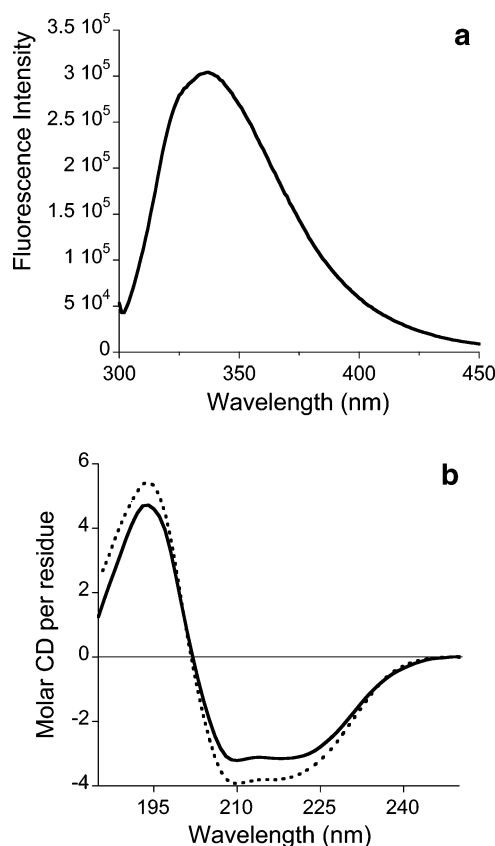 a
3.5 10⁵
3 10⁵
2.5 10⁵
2 10⁵
1.5 10⁵
1 10⁵
5 10⁴
0
Fluorescence Intensity
300 350 400 450
Wavelength (nm)
b
6
4
2
0
-2
-4
Molar CD per residue
195 210 225 240
Wavelength (nm)